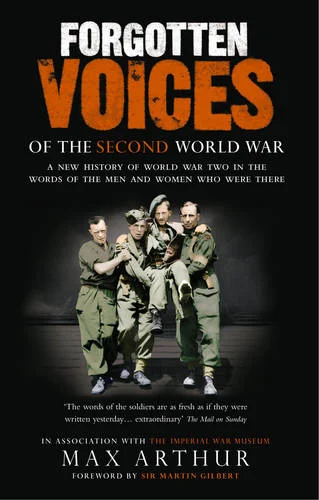 FORGOTTEN
VOICES
OF THE SECOND WORLD WAR
A NEW HISTORY OF WORLD WAR TWO IN THE
WORDS OF THE MEN AND WOMEN WHO WERE THERE
‘The words of the soldiers are as fresh as if they were
written yesterday... extraordinary’ The Mail on Sunday
IN ASSOCIATION WITH THE IMPERIAL WAR MUSEUM
MAX ARTHUR
FOREWORD BY SIR MARTIN GILBERT